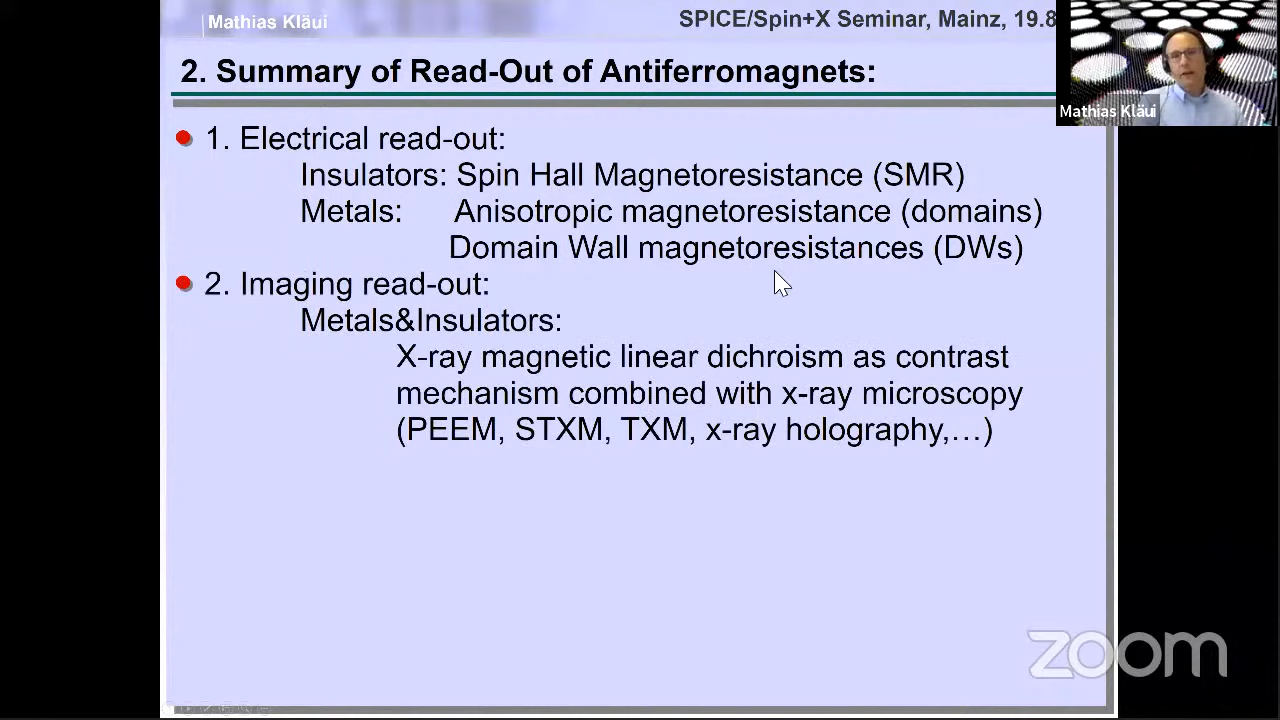 Mathias Kläui
SPICE/Spin+X Seminar, Mainz, 19.8
Mathias Kläui
2. Summary of Read-Out of Antiferromagnets:
1. Electrical read-out:
Insulators: Spin Hall Magnetoresistance (SMR)
Metals: Anisotropic magnetoresistance (domains)
Domain Wall magnetoresistances (DWs)
2. Imaging read-out:
Metals&Insulators:
X-ray magnetic linear dichroism as contrast
mechanism combined with x-ray microscopy
(PEEM, STXM, TXM, x-ray holography,…)
zoom